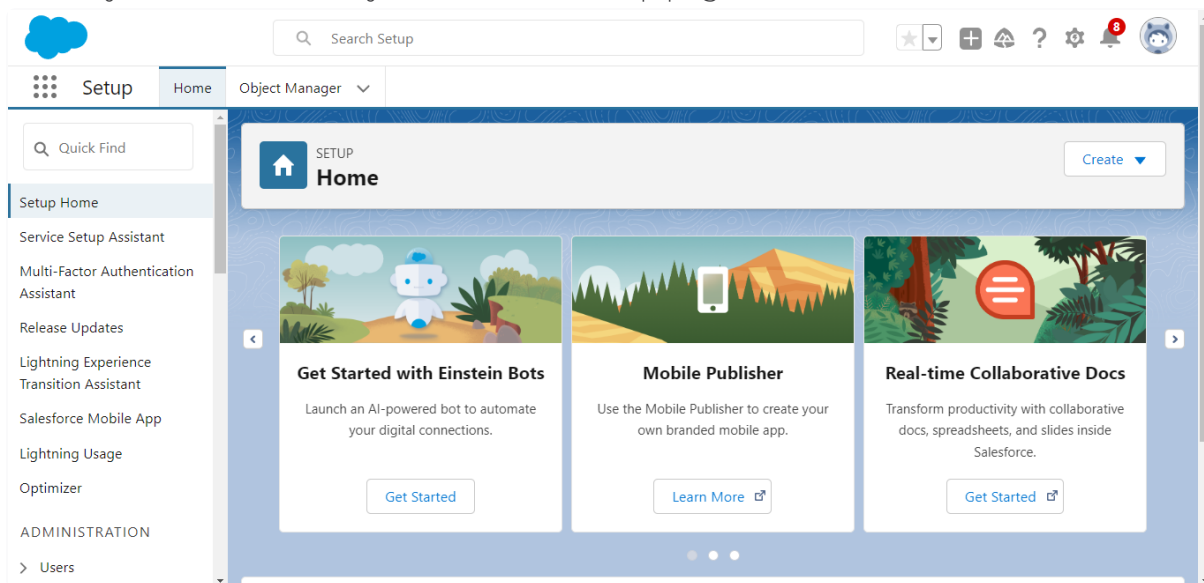 Search Setup
8
Setup
Home
Object Manager
Quick Find
Setup Home
Service Setup Assistant
Multi-Factor Authentication
Assistant
Release Updates
Lightning Experience
Transition Assistant
Salesforce Mobile App
Lightning Usage
Optimizer
ADMINISTRATION
Users
SETUP
Home
Create
Get Started with Einstein Bots
Launch an AI-powered bot to automate
your digital connections.
Get Started
Mobile Publisher
Use the Mobile Publisher to create your
own branded mobile app.
Learn More
Real-time Collaborative Docs
Transform productivity with collaborative
docs, spreadsheets, and slides inside
Salesforce.
Get Started